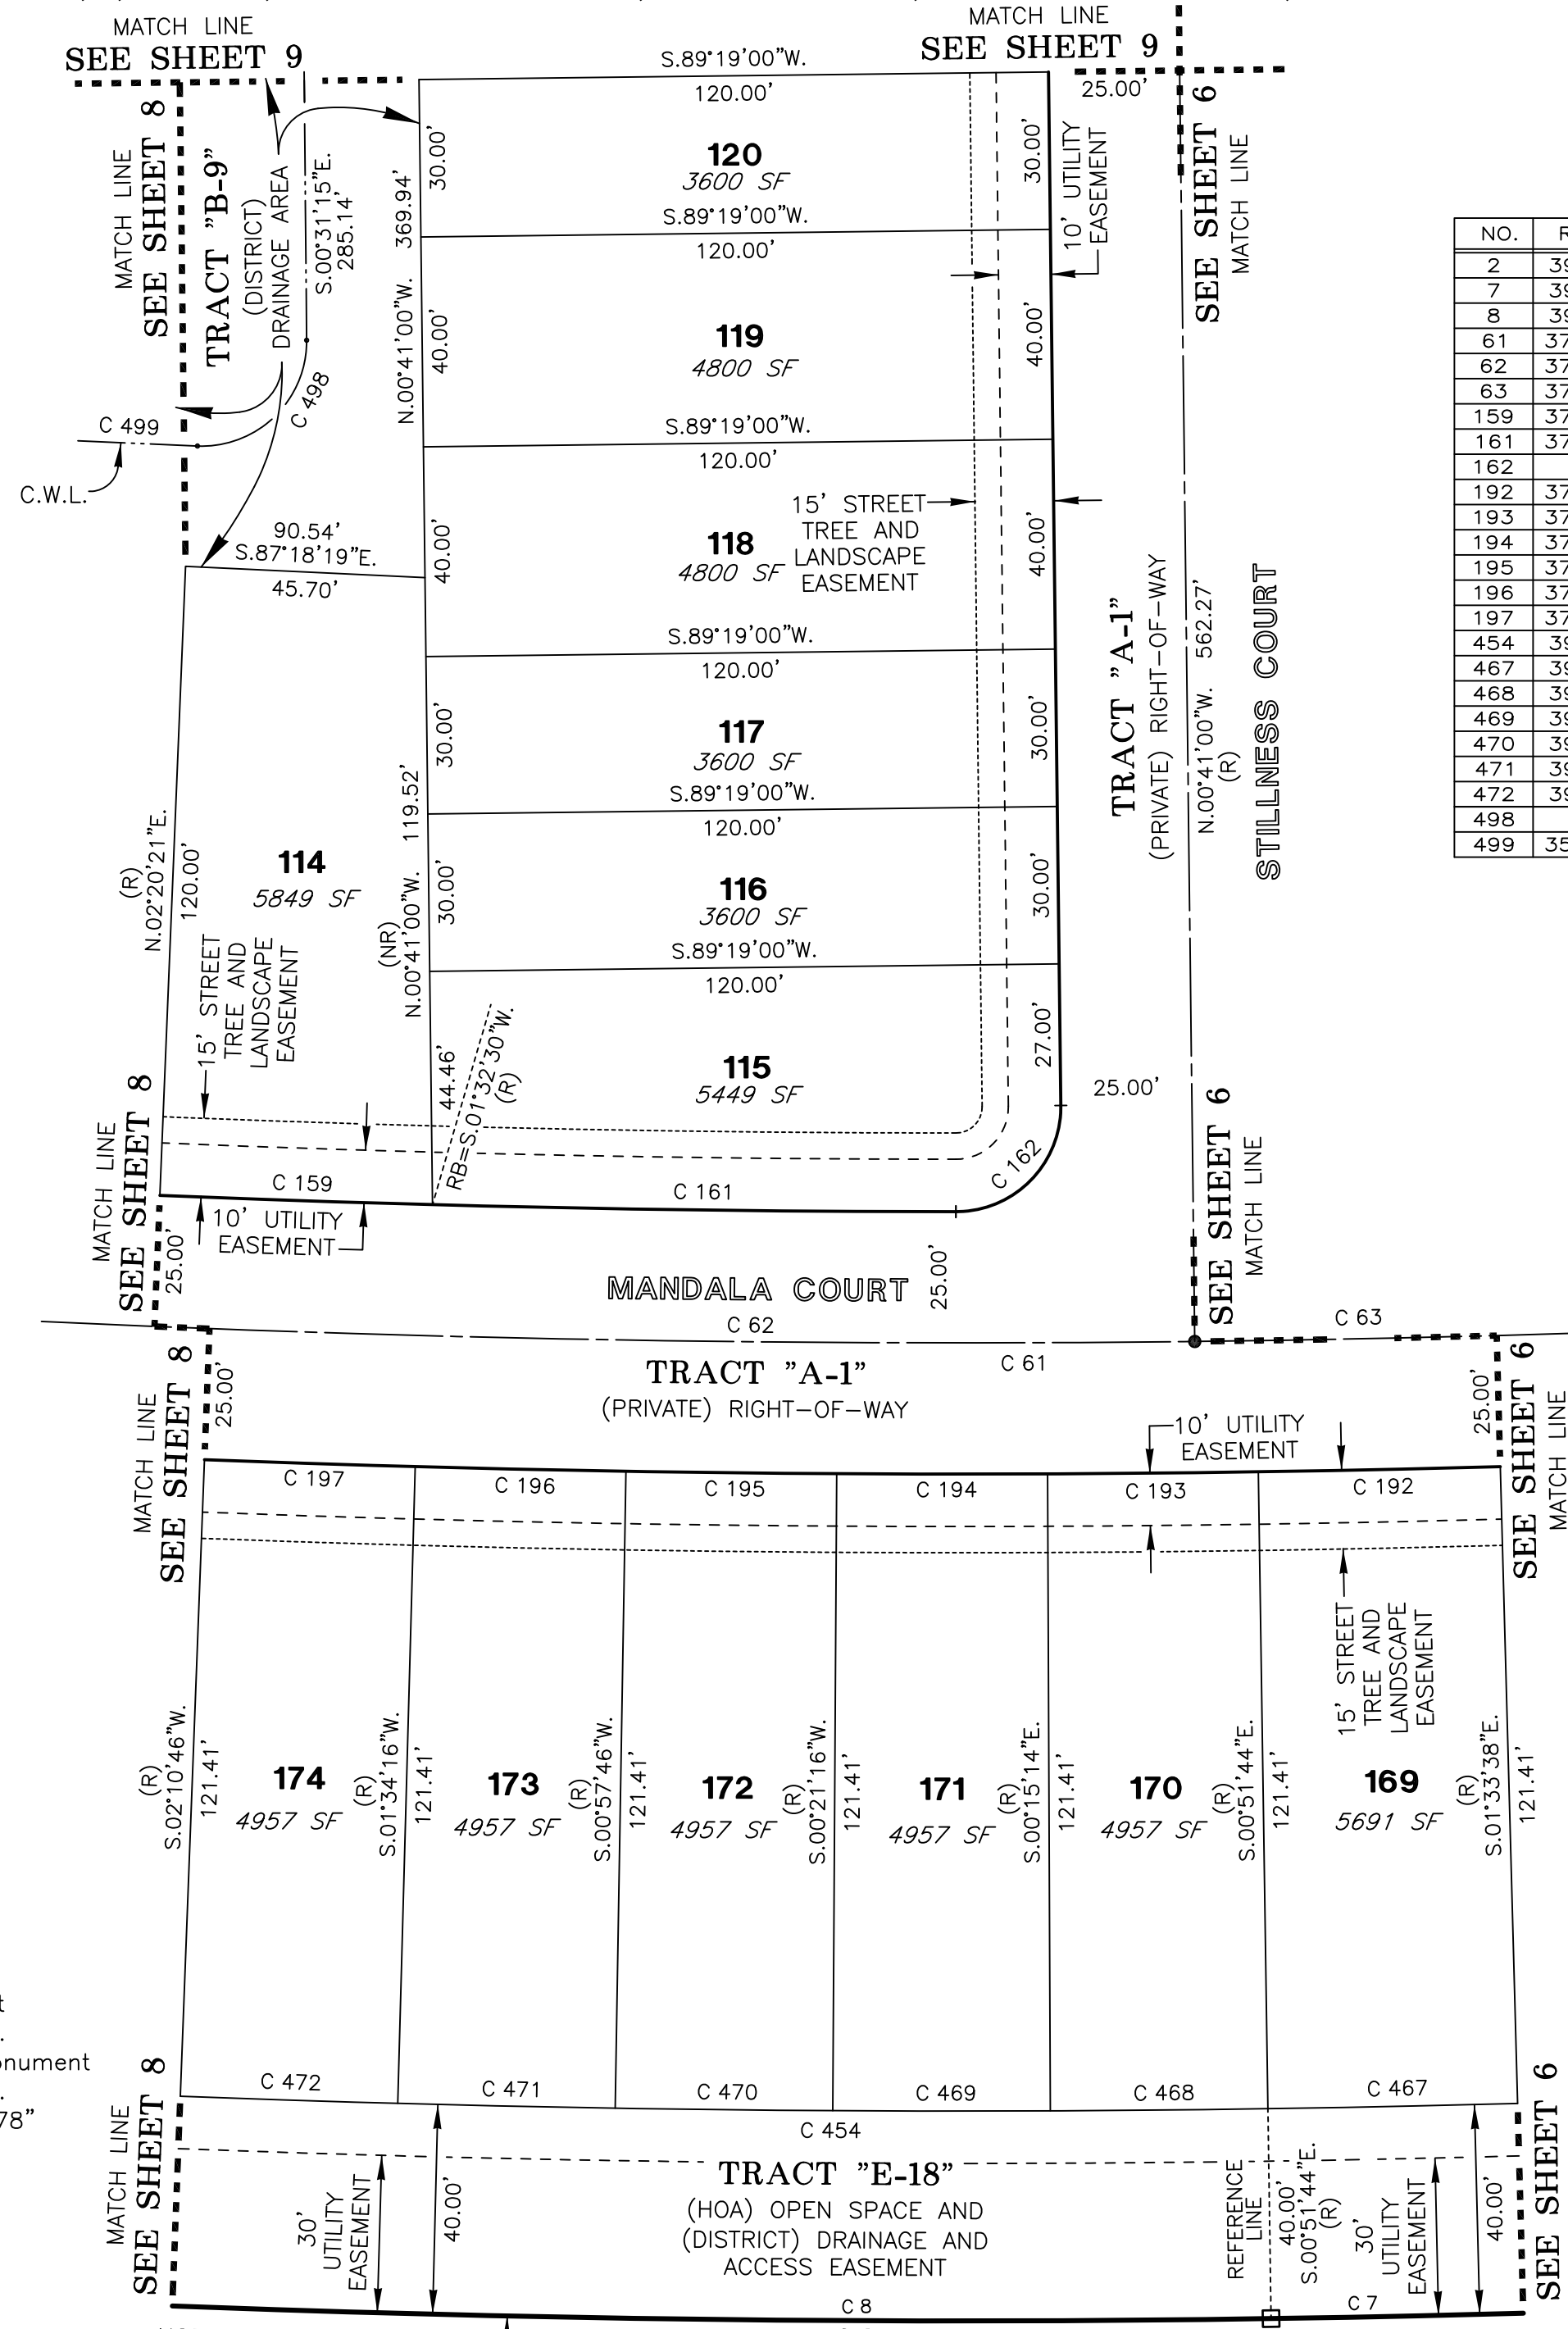 MATCH LINE
SEE SHEET 9
MATCH LINE
SEE SHEET 9
S.89°19'00"W.
120.00'
25.00'
MATCH LINE
SEE SHEET 8
TRACT "B-9"
(DISTRICT)
DRAINAGE AREA
S.00°31'15"E.
285.14'
N.00°41'00"W. 369.94'
30.00'
120
3600 SF
30.00'
10' UTILITY
EASEMENT
SEE SHEET 6
MATCH LINE
S.89°19'00"W.
120.00'
40.00'
119
4800 SF
40.00'
C 498
C 499
C.W.L.
S.89°19'00"W.
120.00'
40.00'
118
4800 SF
15' STREET
TREE AND
LANDSCAPE
EASEMENT
40.00'
90.54'
S.87°18'19"E.
45.70'
S.89°19'00"W.
120.00'
30.00'
117
3600 SF
30.00'
TRACT "A-1"
(PRIVATE) RIGHT-OF-WAY
N.00°41'00"W. 562.27'
(R)
STILLNESS COURT
S.89°19'00"W.
120.00'
(R)
N.02°20'21"E.
120.00'
114
5849 SF
(NR)
N.00°41'00"W. 119.52'
30.00'
116
3600 SF
30.00'
S.89°19'00"W.
120.00'
15' STREET
TREE AND
LANDSCAPE
EASEMENT
44.46'
RB=S.01°32'30"W.
(R)
115
5449 SF
27.00'
25.00'
C 162
MATCH LINE
SEE SHEET 8
C 159
C 161
10' UTILITY
EASEMENT
25.00'
MANDALA COURT
25.00'
SEE SHEET 6
MATCH LINE
C 62
C 63
C 61
TRACT "A-1"
(PRIVATE) RIGHT-OF-WAY
MATCH LINE
SEE SHEET 8
25.00'
10' UTILITY
EASEMENT
25.00'
SEE SHEET 6
MATCH LINE
C 197
C 196
C 195
C 194
C 193
C 192
15' STREET
TREE AND
LANDSCAPE
EASEMENT
(R)
S.02°10'46"W.
121.41'
174
4957 SF
(R)
S.01°34'16"W.
121.41'
173
4957 SF
(R)
S.00°57'46"W.
121.41'
172
4957 SF
(R)
S.00°21'16"W.
121.41'
171
4957 SF
(R)
S.00°15'14"E.
121.41'
170
4957 SF
(R)
S.00°51'44"E.
121.41'
169
5691 SF
(R)
S.01°33'38"E.
121.41'
C 472
C 471
C 470
C 469
C 468
C 467
C 454
MATCH LINE
SEE SHEET 8
30'
UTILITY
EASEMENT
40.00'
TRACT "E-18"
(HOA) OPEN SPACE AND
(DISTRICT) DRAINAGE AND
ACCESS EASEMENT
REFERENCE
LINE
40.00'
S.00°51'44"E.
(R)
30'
UTILITY
EASEMENT
40.00'
SEE SHEET 6
C 8
C 7
NO.
2
7
8
61
62
63
159
161
162
192
193
194
195
196
197
454
467
468
469
470
471
472
498
499
78"